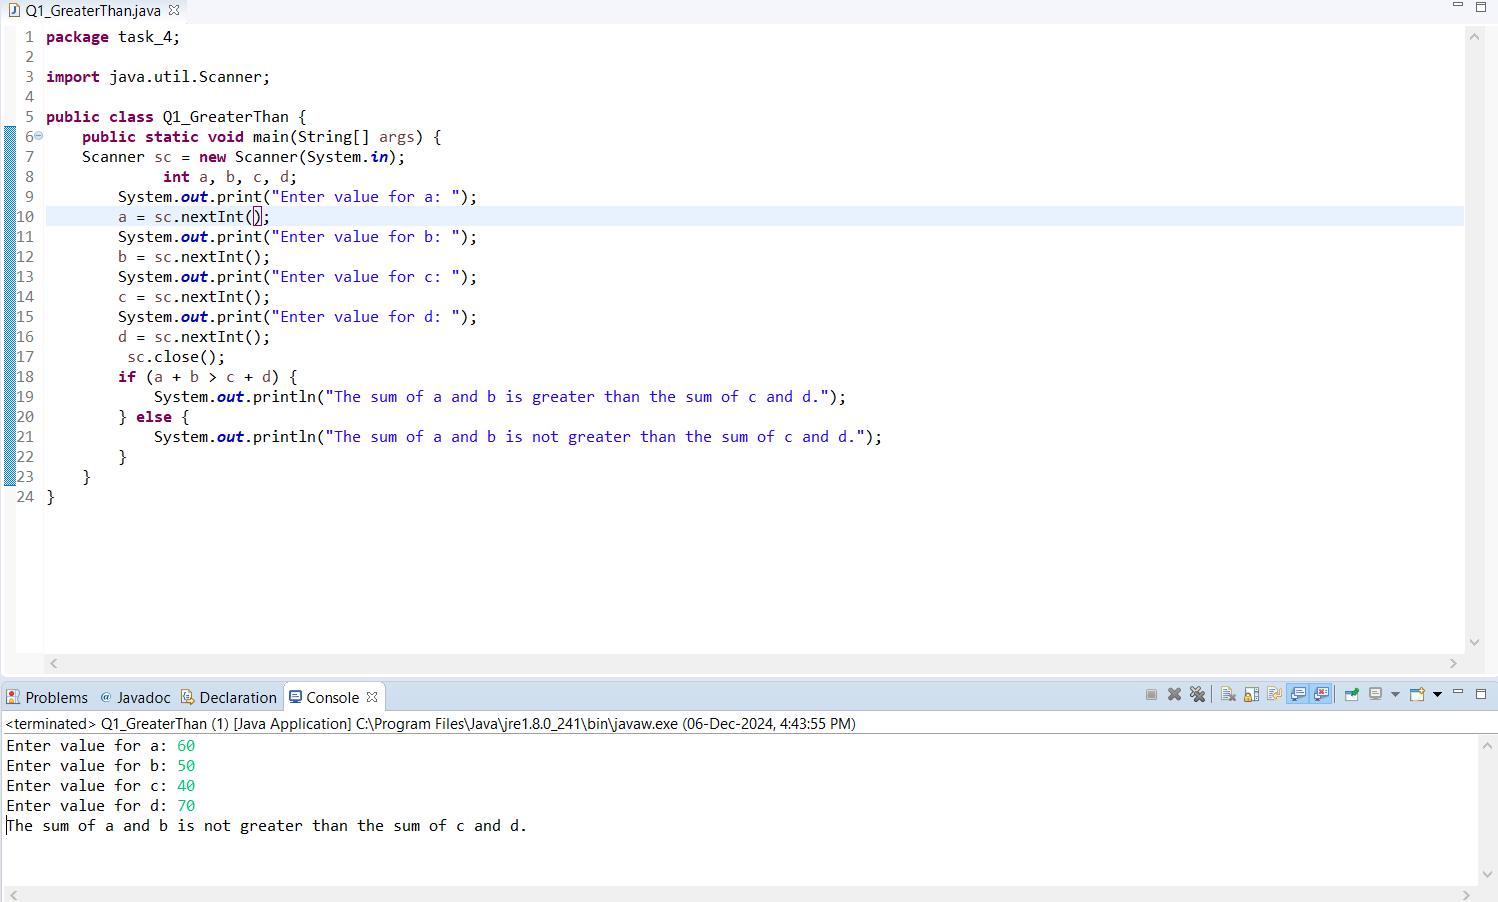 Q1_GreaterThan.java
1 package task_4;
2
3 import java.util.Scanner;
4
5 public class Q1_GreaterThan {
6     public static void main(String[] args) {
7     Scanner sc = new Scanner(System.in);
8              int a, b, c, d;
9         System.out.print("Enter value for a: ");
10         a = sc.nextInt();
11         System.out.print("Enter value for b: ");
12         b = sc.nextInt();
13         System.out.print("Enter value for c: ");
14         c = sc.nextInt();
15         System.out.print("Enter value for d: ");
16         d = sc.nextInt();
17          sc.close();
18         if (a + b > c + d) {
19             System.out.println("The sum of a and b is greater than the sum of c and d.");
20         } else {
21             System.out.println("The sum of a and b is not greater than the sum of c and d.");
22         }
23     }
24 }
Problems @ Javadoc Declaration Console
<terminated> Q1_GreaterThan (1) [Java Application] C:\Program Files\Java\jre1.8.0_241\bin\javaw.exe (06-Dec-2024, 4:43:55 PM)
Enter value for a: 60
Enter value for b: 50
Enter value for c: 40
Enter value for d: 70
The sum of a and b is not greater than the sum of c and d.